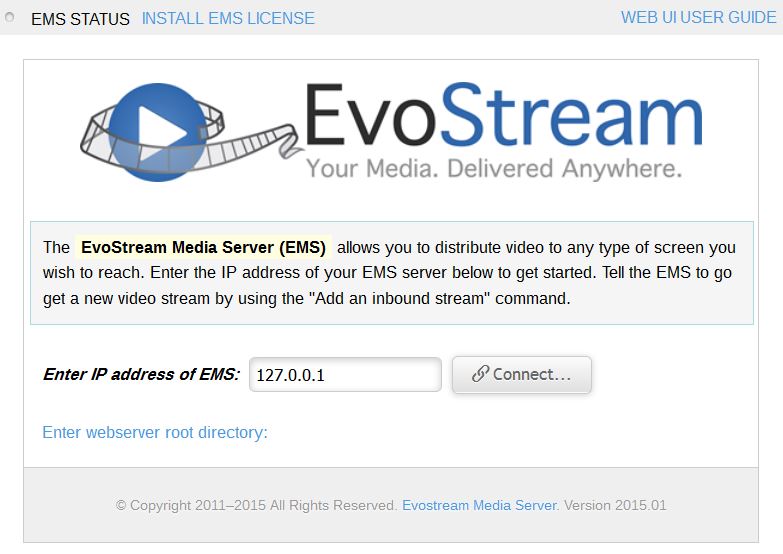 EMS STATUS INSTALL EMS LICENSE WEB UI USER GUIDE
EvoStream
Your Media. Delivered Anywhere.
The EvoStream Media Server (EMS) allows you to distribute video to any type of screen you
wish to reach. Enter the IP address of your EMS server below to get started. Tell the EMS to go
get a new video stream by using the "Add an inbound stream" command.
Enter IP address of EMS: 127.0.0.1 Connect...
Enter webserver root directory:
© Copyright 2011–2015 All Rights Reserved. Evostream Media Server. Version 2015.01